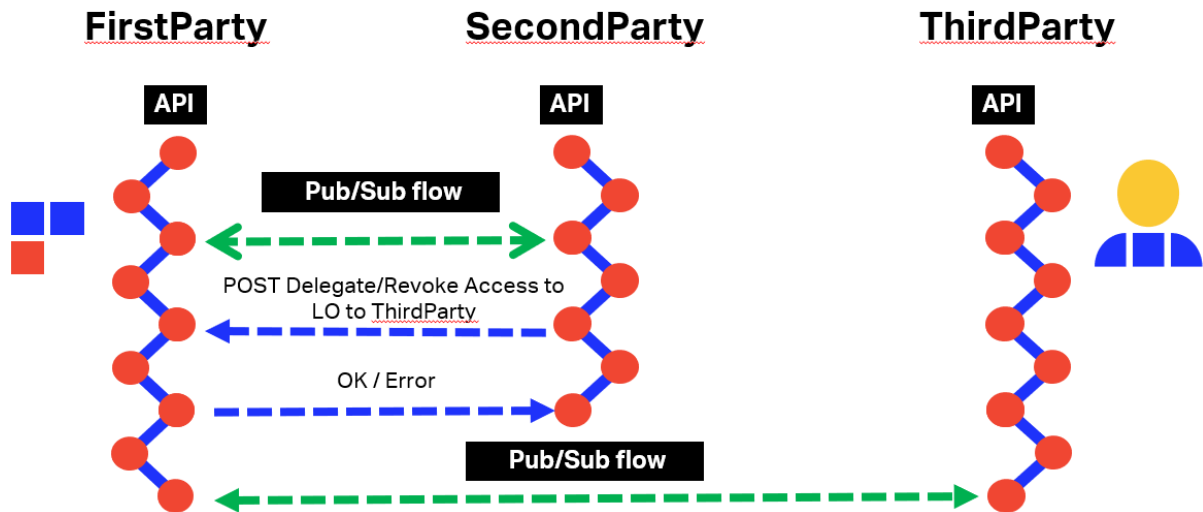 FirstParty SecondParty ThirdParty
API API API
Pub/Sub flow
POST Delegate/Revoke Access to
LO to ThirdParty
OK / Error
Pub/Sub flow